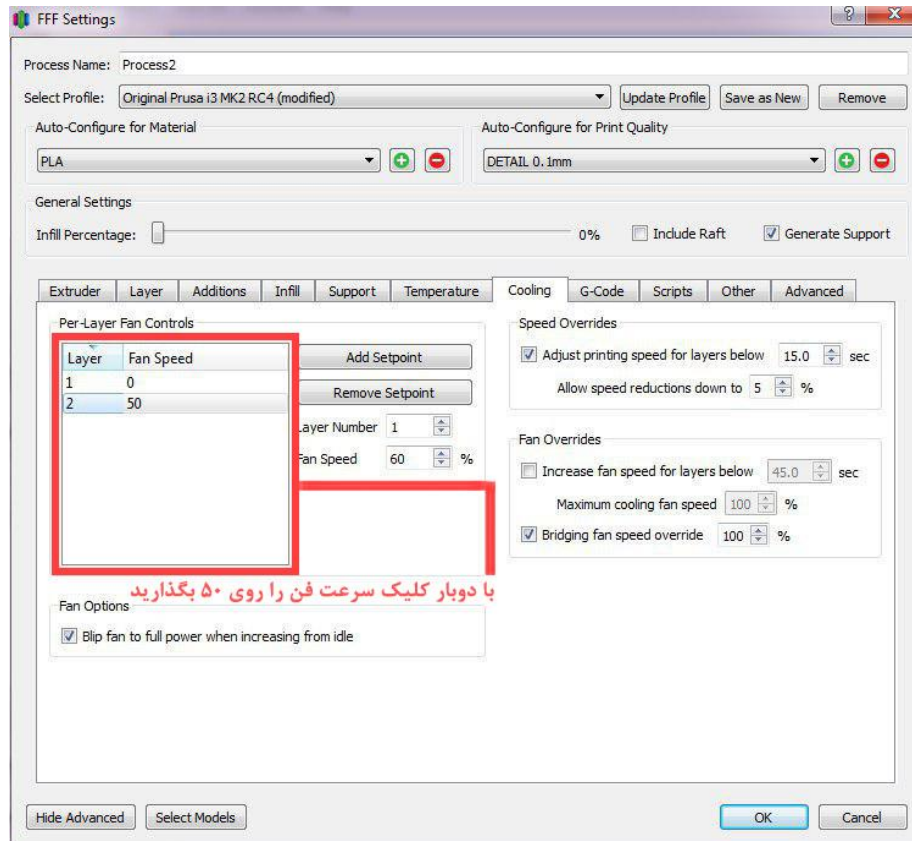 FFF Settings
Process Name: Process2
Select Profile: Original Prusa i3 MK2 RC4 (modified) Update Profile Save as New Remove
Auto-Configure for Material Auto-Configure for Print Quality
PLA DETAIL 0.1mm
General Settings
Infill Percentage: 0% Include Raft Generate Support
Extruder Layer Additions Infill Support Temperature Cooling G-Code Scripts Other Advanced
Per-Layer Fan Controls
Layer Fan Speed
1 0
2 50
Add Setpoint
Remove Setpoint
Layer Number 1
Fan Speed 60 %
با دوبار کلیک سرعت فن را روی ۵۰ بگذارید
Fan Options
Blip fan to full power when increasing from idle
Speed Overrides
Adjust printing speed for layers below 15.0 sec
Allow speed reductions down to 5 %
Fan Overrides
Increase fan speed for layers below 45.0 sec
Maximum cooling fan speed 100 %
Bridging fan speed override 100 %
Hide Advanced Select Models OK Cancel